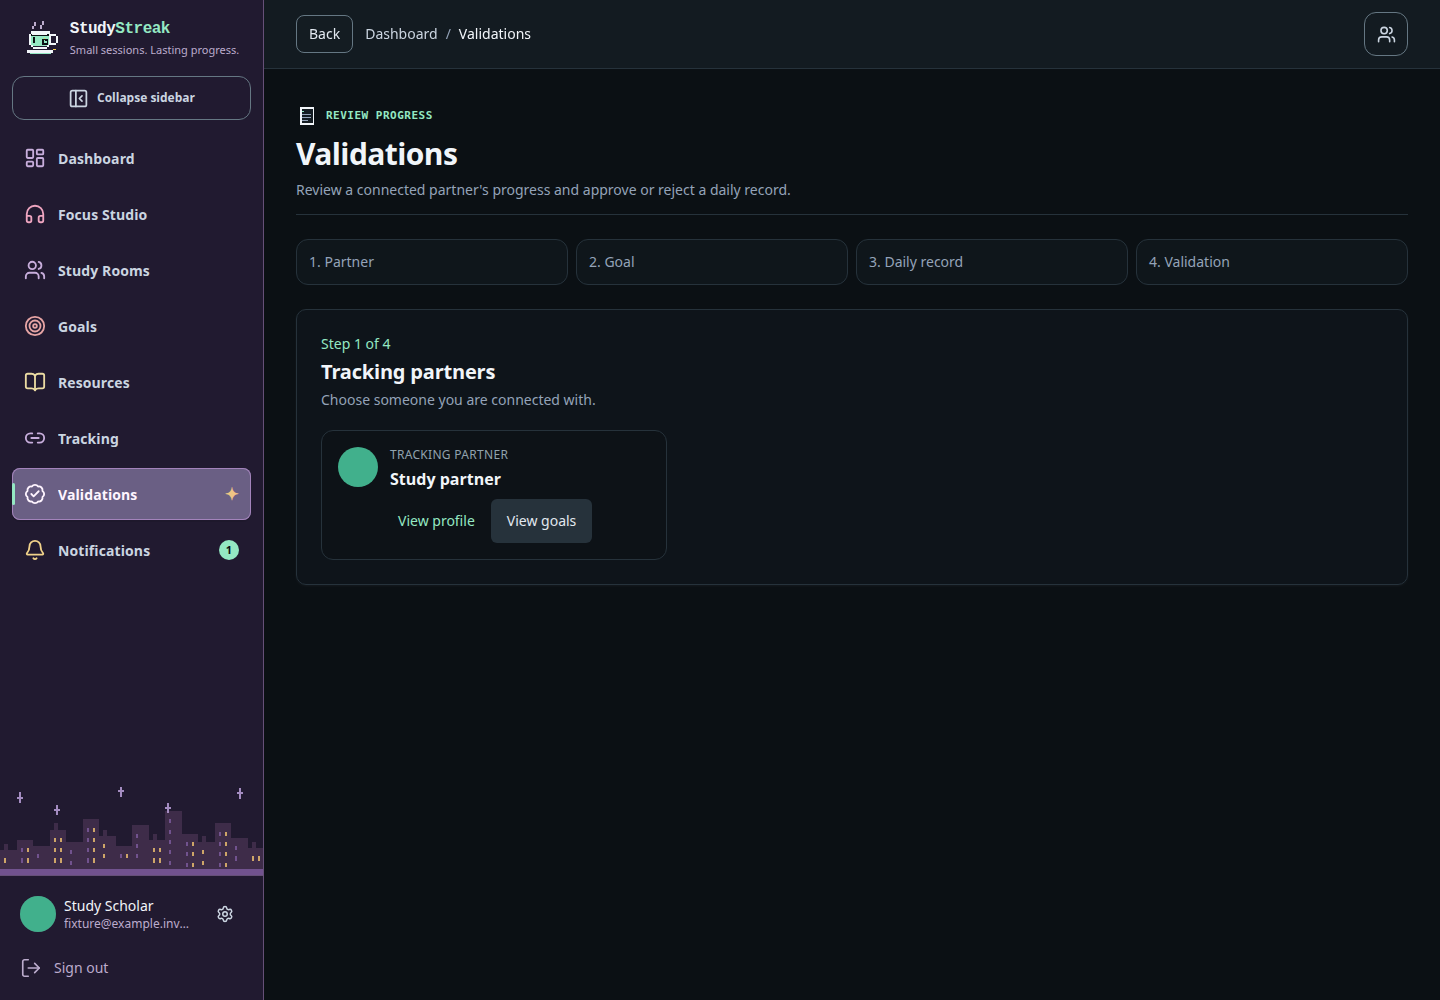 StudyStreak
Small sessions. Lasting progress.
Collapse sidebar
Dashboard
Focus Studio
Study Rooms
Goals
Resources
Tracking
Validations
Notifications
1
Study Scholar
fixture@example.inv...
Sign out
Back
Dashboard / Validations
REVIEW PROGRESS
Validations
Review a connected partner's progress and approve or reject a daily record.
1. Partner
2. Goal
3. Daily record
4. Validation
Step 1 of 4
Tracking partners
Choose someone you are connected with.
TRACKING PARTNER
Study partner
View profile
View goals